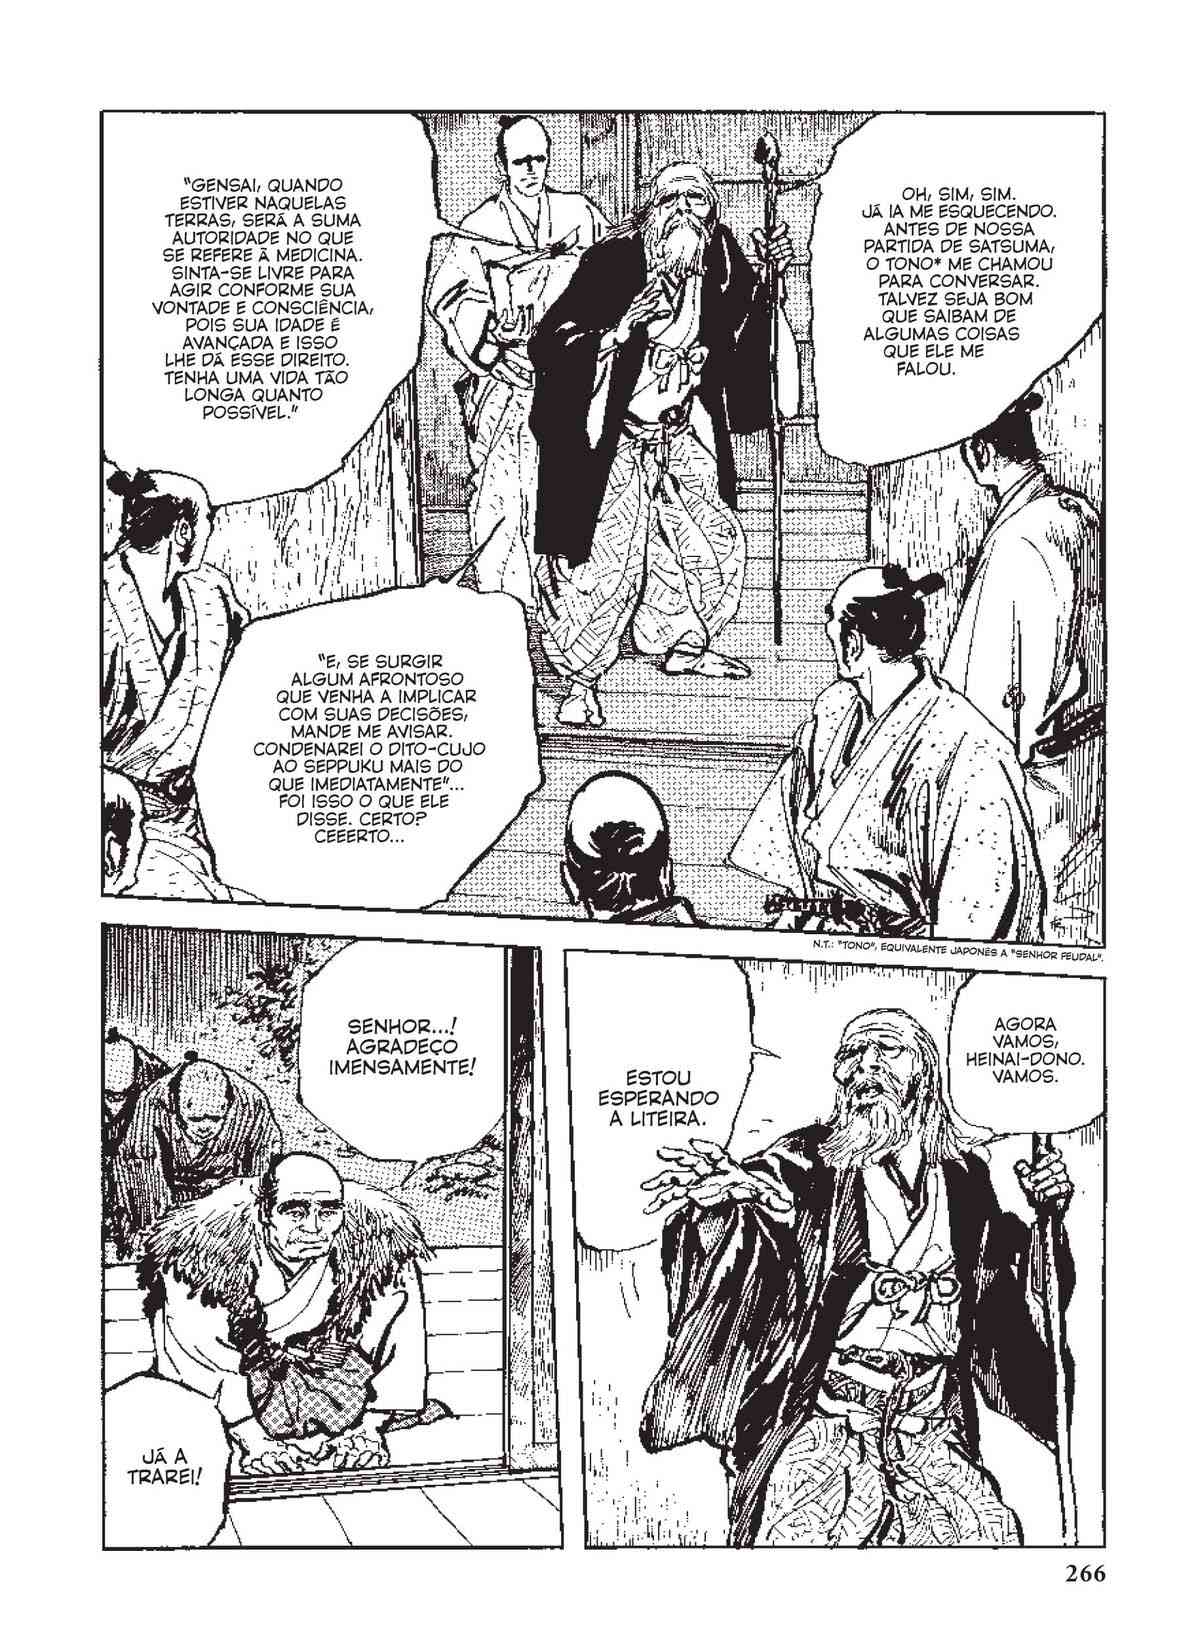 OH, SIM, SIM.
JÁ IA ME ESQUECENDO.
ANTES DE NOSSA
PARTIDA DE SATSUMA,
O TONO* ME CHAMOU
PARA CONVERSAR.
TALVEZ SEJA BOM
QUE SAIBAM DE
ALGUMAS COISAS
QUE ELE ME
FALOU.
"GENSAI, QUANDO
ESTIVER NAQUELAS
TERRAS, SERÁ A SUMA
AUTORIDADE NO QUE
SE REFERE À MEDICINA.
SINTA-SE LIVRE PARA
AGIR CONFORME SUA
VONTADE E CONSCIÊNCIA,
POIS SUA IDADE É
AVANÇADA E ISSO
LHE DÁ ESSE DIREITO.
TENHA UMA VIDA TÃO
LONGA QUANTO
POSSÍVEL."
"E, SE SURGIR
ALGUM AFRONTOSO
QUE VENHA A IMPLICAR
COM SUAS DECISÕES,
MANDE ME AVISAR.
CONDENAREI O DITO-CUJO
AO SEPPUKU MAIS DO
QUE IMEDIATAMENTE"...
FOI ISSO O QUE ELE
DISSE. CERTO?
CEEERTO...
N.T.: "TONO", EQUIVALENTE JAPONÊS A "SENHOR FEUDAL".
AGORA
VAMOS,
HEINAI-DONO.
VAMOS.
ESTOU
ESPERANDO
A LITEIRA.
SENHOR...!
AGRADEÇO
IMENSAMENTE!
JÁ A
TRAREI!
266